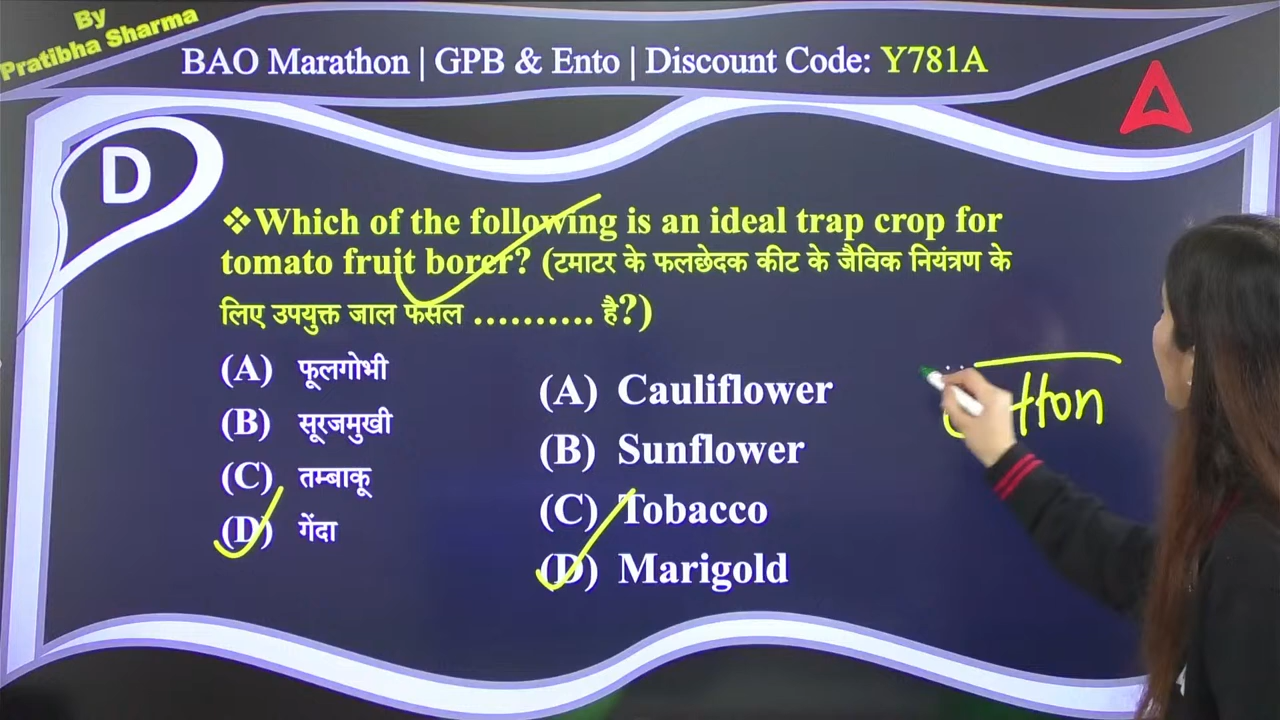 By
Pratibha Sharma
BAO Marathon | GPB & Ento | Discount Code: Y781A
D
❖Which of the following is an ideal trap crop for
tomato fruit borer? (टमाटर के फलछेदक कीट के जैविक नियंत्रण के
लिए उपयुक्त जाल फसल .......... है?)
(A) फूलगोभी
(B) सूरजमुखी
(C) तम्बाकू
(D) गेंदा
(A) Cauliflower
(B) Sunflower
(C) Tobacco
(D) Marigold